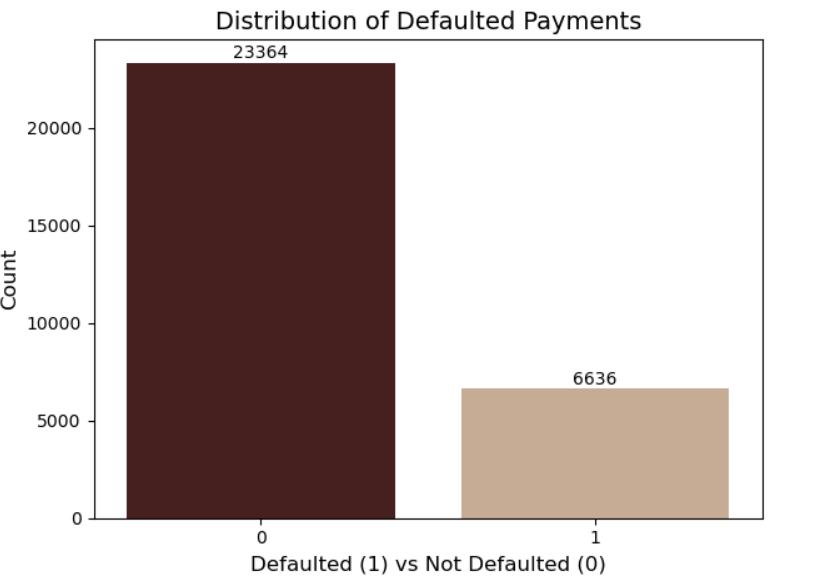 Distribution of Defaulted Payments
23364
20000
15000
10000
6636
5000
0
Count
0 1
Defaulted (1) vs Not Defaulted (0)